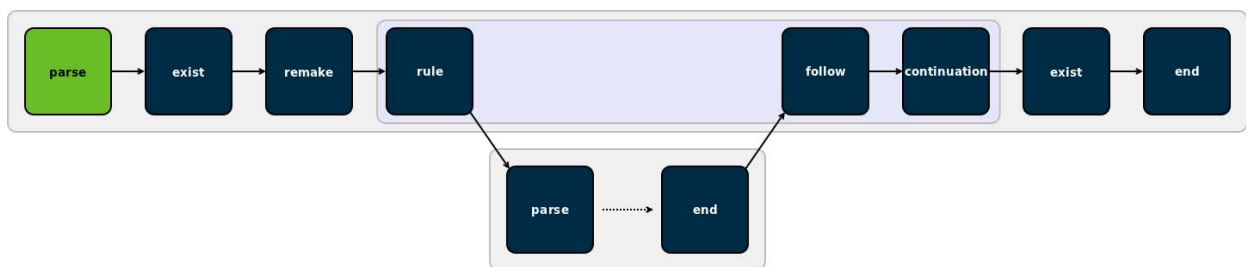 parse
exist
remake
rule
follow
continuation
exist
end
parse
end